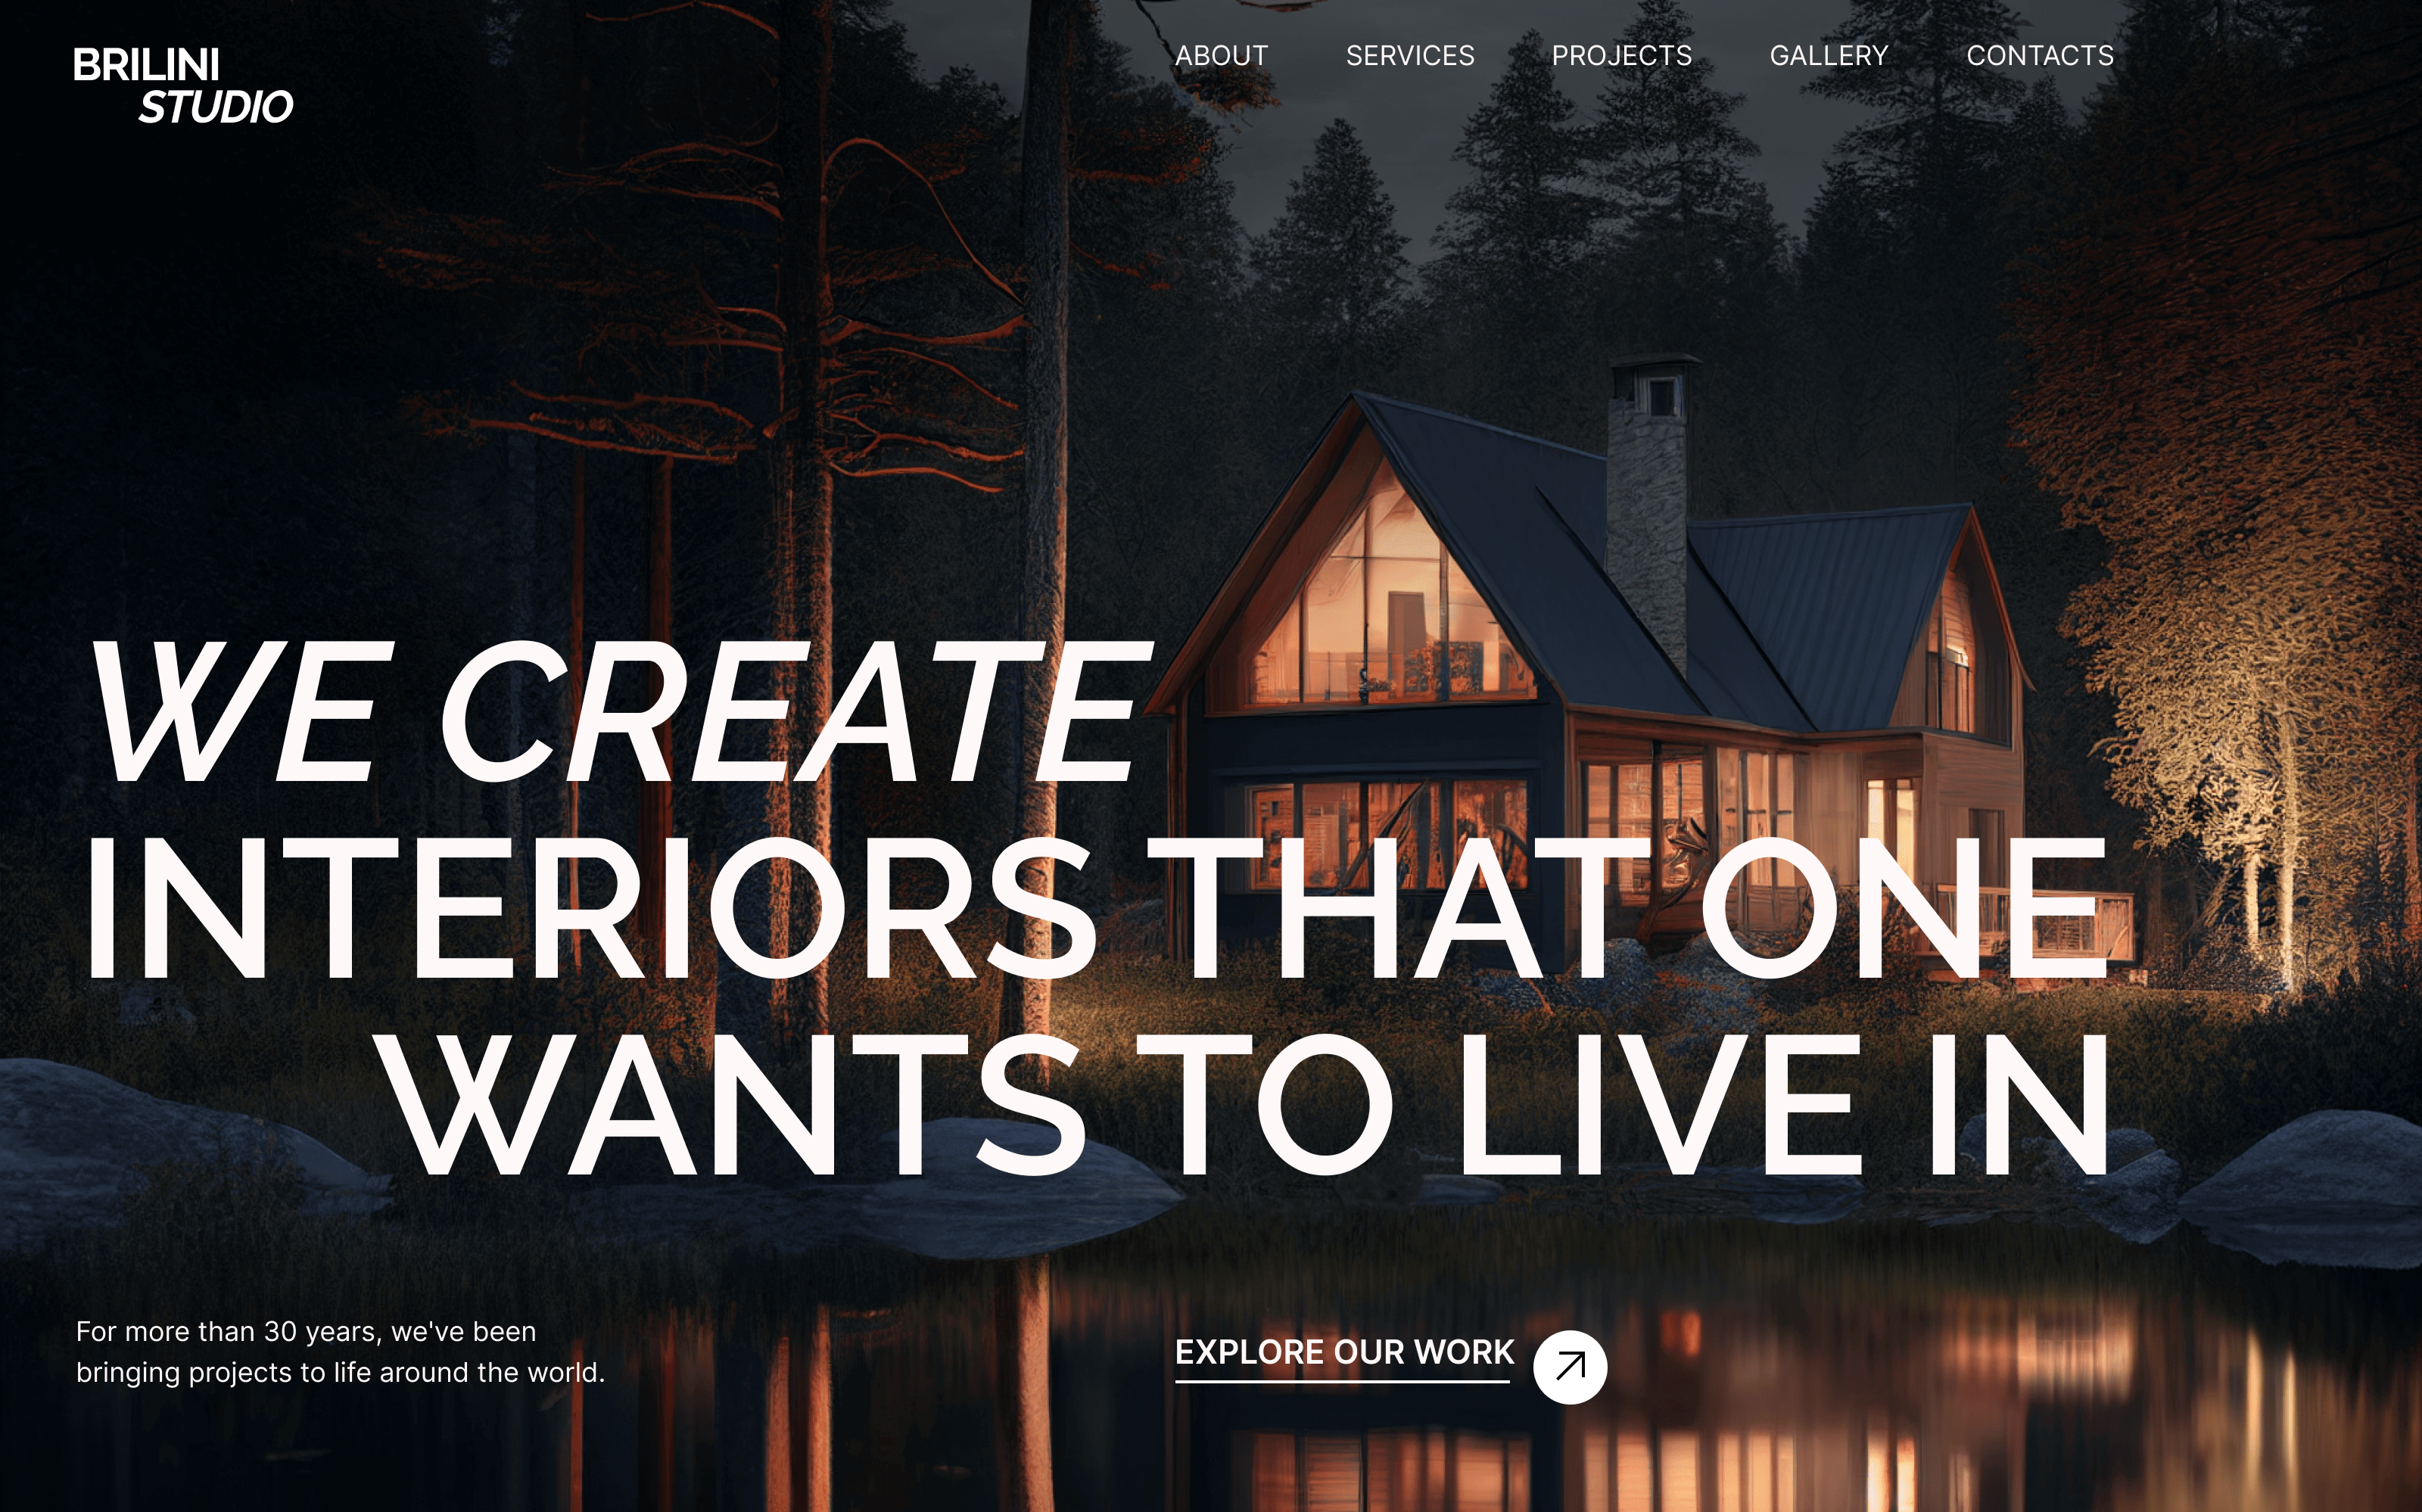 BRILINI
STUDIO
ABOUT SERVICES PROJECTS GALLERY CONTACTS
WE CREATE
INTERIORS THAT ONE
WANTS TO LIVE IN
For more than 30 years, we've been
bringing projects to life around the world.
EXPLORE OUR WORK